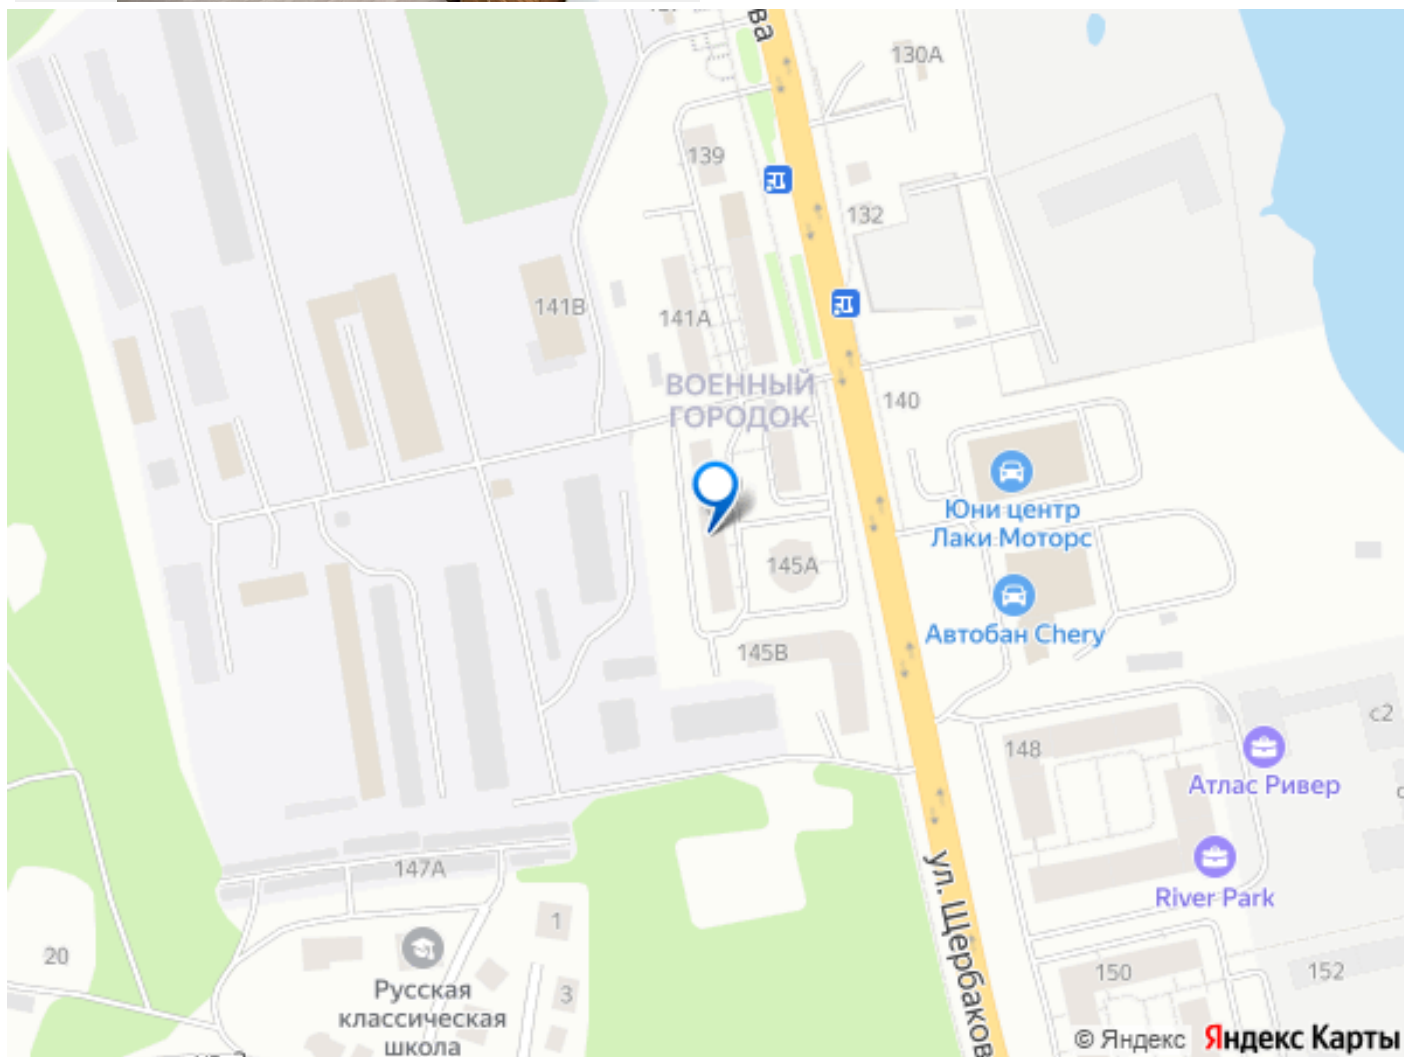 ва
130А
139
132
141В
141А
ВОЕННЫЙ
ГОРОДОК
140
Юни центр
Лаки Моторс
145А
Автобан Chery
145В
с2
148
Атлас Ривер
147А
River Park
ул. Щербаков
1
20
150
152
Русская
3
классическая
школа
© Яндекс Яндекс Карты